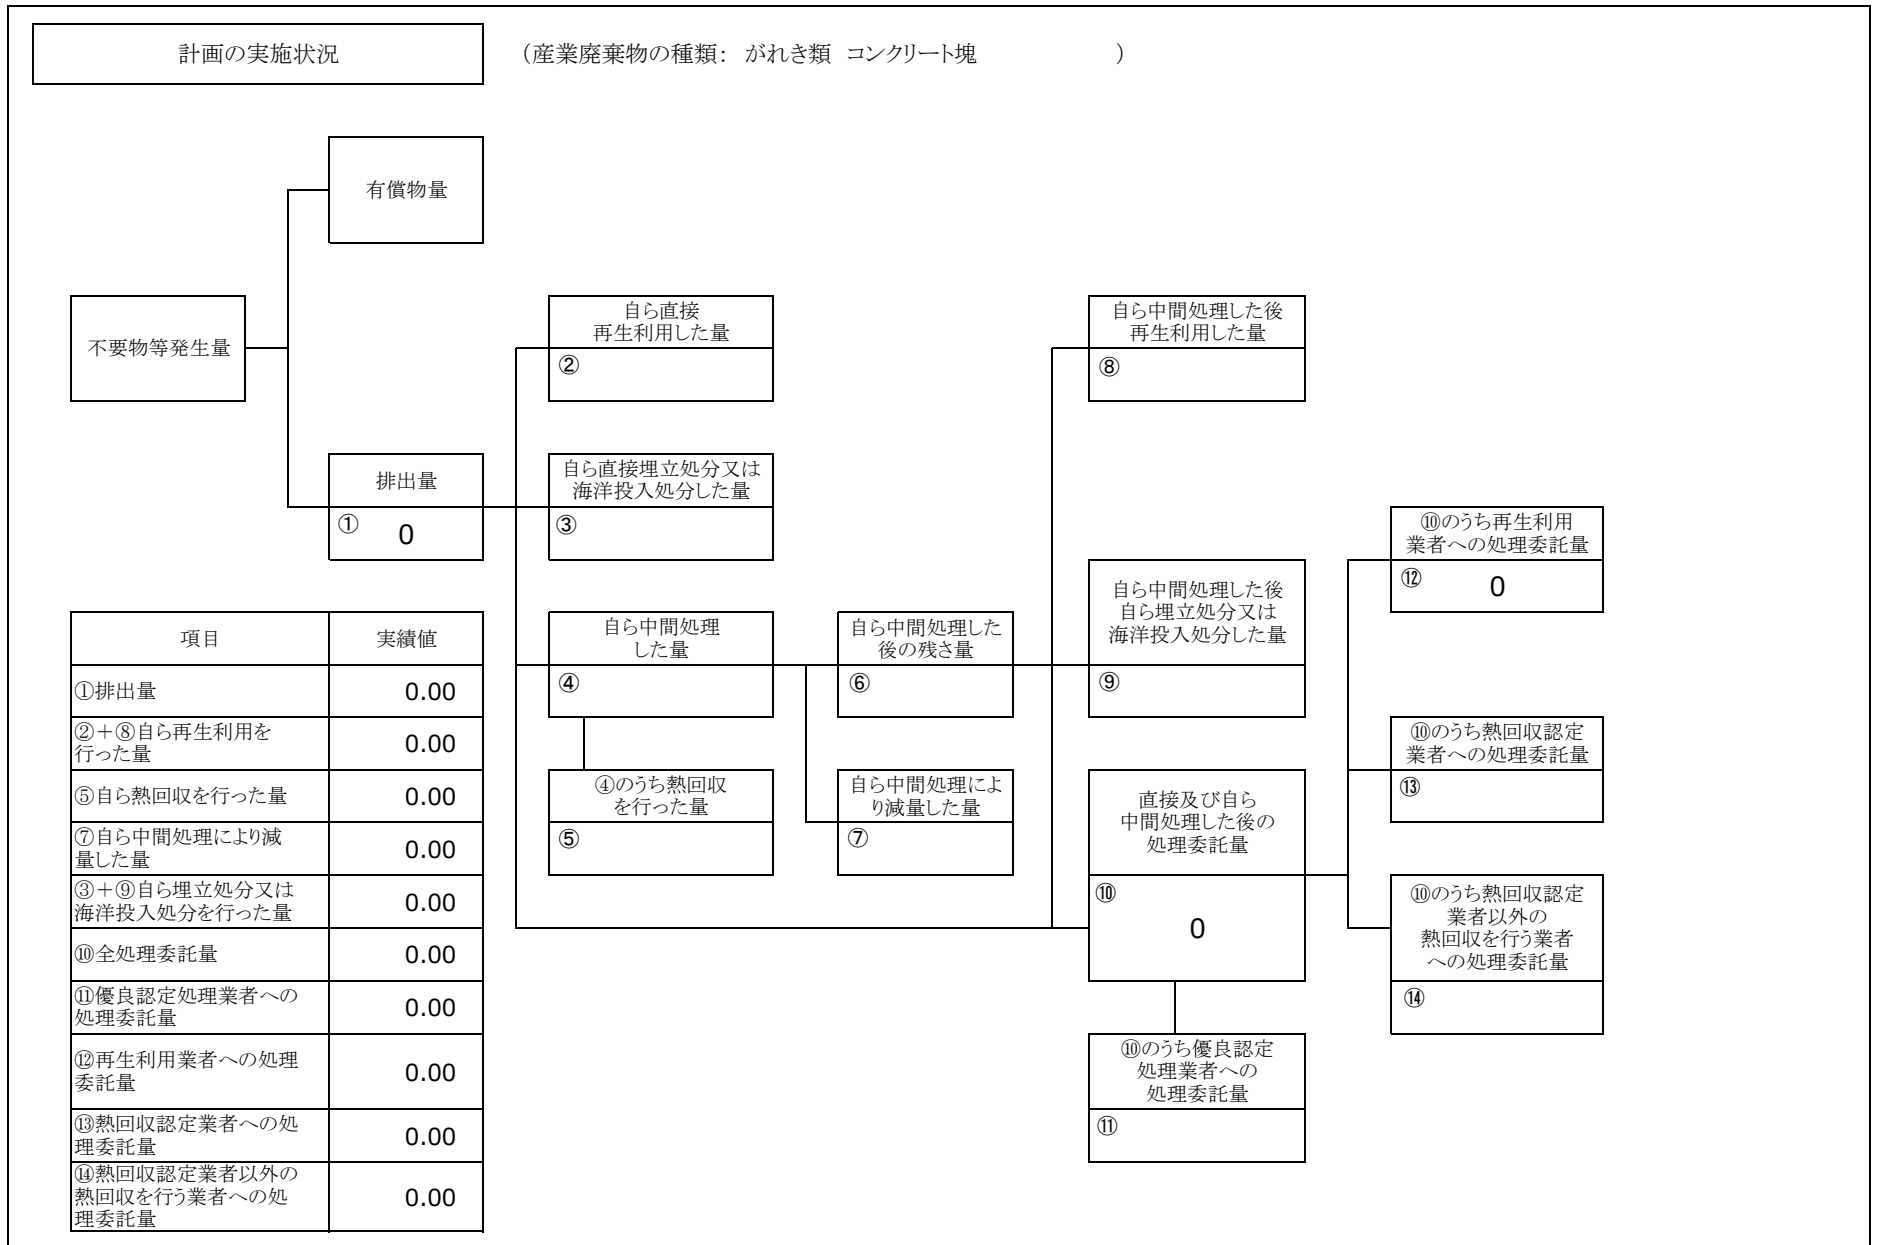 計画の実施状況
（産業廃棄物の種類： がれき類 コンクリート塊 ）
有償物量
不要物等発生量
排出量
① 0
自ら直接
再生利用した量
②
自ら直接埋立処分又は
海洋投入処分した量
③
自ら中間処理
した量
④
④のうち熱回収
を行った量
⑤
自ら中間処理した
後の残さ量
⑥
自ら中間処理によ
り減量した量
⑦
自ら中間処理した後
再生利用した量
⑧
自ら中間処理した後
自ら埋立処分又は
海洋投入処分した量
⑨
直接及び自ら
中間処理した後の
処理委託量
⑩
0
⑩のうち優良認定
処理業者への
処理委託量
⑪
⑩のうち再生利用
業者への処理委託量
⑫ 0
⑩のうち熱回収認定
業者への処理委託量
⑬
⑩のうち熱回収認定
業者以外の
熱回収を行う業者
への処理委託量
⑭
項目 実績値
①排出量 0.00
②＋⑧自ら再生利用を
行った量 0.00
⑤自ら熱回収を行った量 0.00
⑦自ら中間処理により減
量した量 0.00
③＋⑨自ら埋立処分又は
海洋投入処分を行った量 0.00
⑩全処理委託量 0.00
⑪優良認定処理業者への
処理委託量 0.00
⑫再生利用業者への処理
委託量 0.00
⑬熱回収認定業者への処
理委託量 0.00
⑭熱回収認定業者以外の
熱回収を行う業者への処
理委託量 0.00